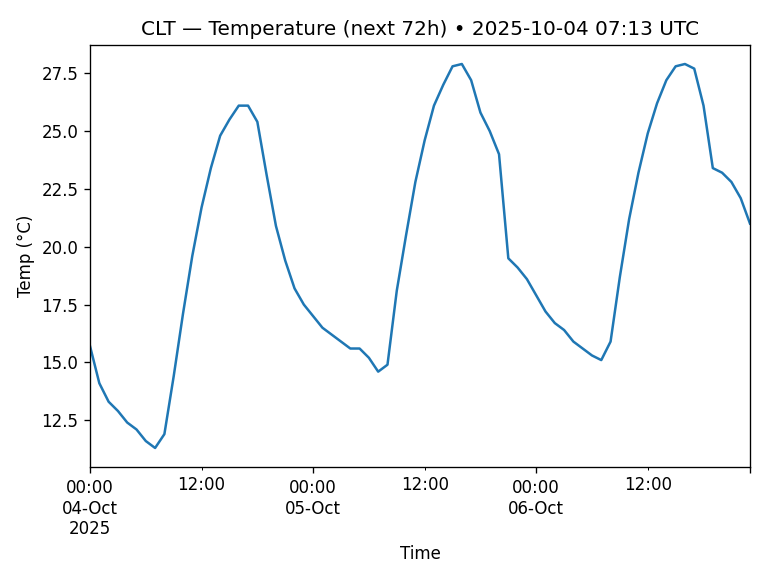 CLT — Temperature (next 72h) • 2025-10-04 07:13 UTC
27.5
25.0
22.5
20.0
17.5
15.0
12.5
Temp (°C)
00:00 12:00 00:00 12:00 00:00 12:00
04-Oct 05-Oct 06-Oct
2025
Time